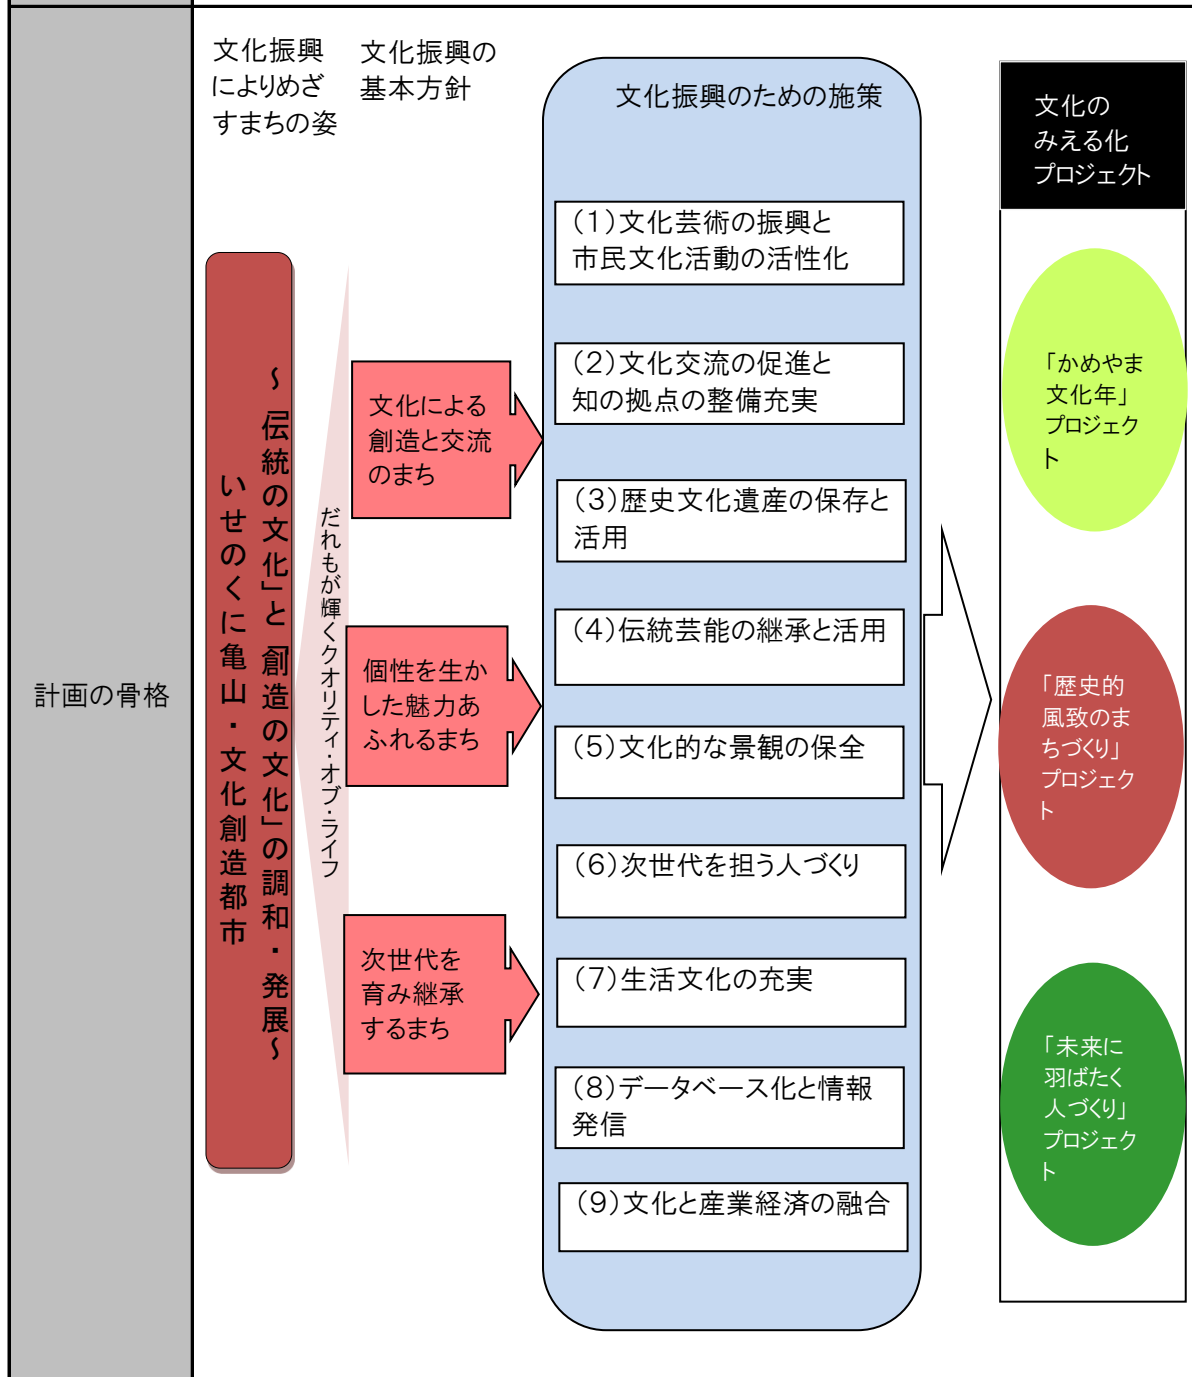 計画の骨格
文化振興
によりめざ
すまちの姿
文化振興の
基本方針
いせのくに亀山・文化創造都市
～「伝統の文化」と「創造の文化」の調和・発展～
だれもが輝くクオリティ・オブ・ライフ
文化による
創造と交流
のまち
個性を生か
した魅力あ
ふれるまち
次世代を
育み継承
するまち
文化振興のための施策
(1)文化芸術の振興と
市民文化活動の活性化
(2)文化交流の促進と
知の拠点の整備充実
(3)歴史文化遺産の保存と
活用
(4)伝統芸能の継承と活用
(5)文化的な景観の保全
(6)次世代を担う人づくり
(7)生活文化の充実
(8)データベース化と情報
発信
(9)文化と産業経済の融合
文化の
みえる化
プロジェクト
「かめやま
文化年」
プロジェク
ト
「歴史的
風致のま
ちづくり」
プロジェク
ト
「未来に
羽ばたく
人づくり」
プロジェク
ト